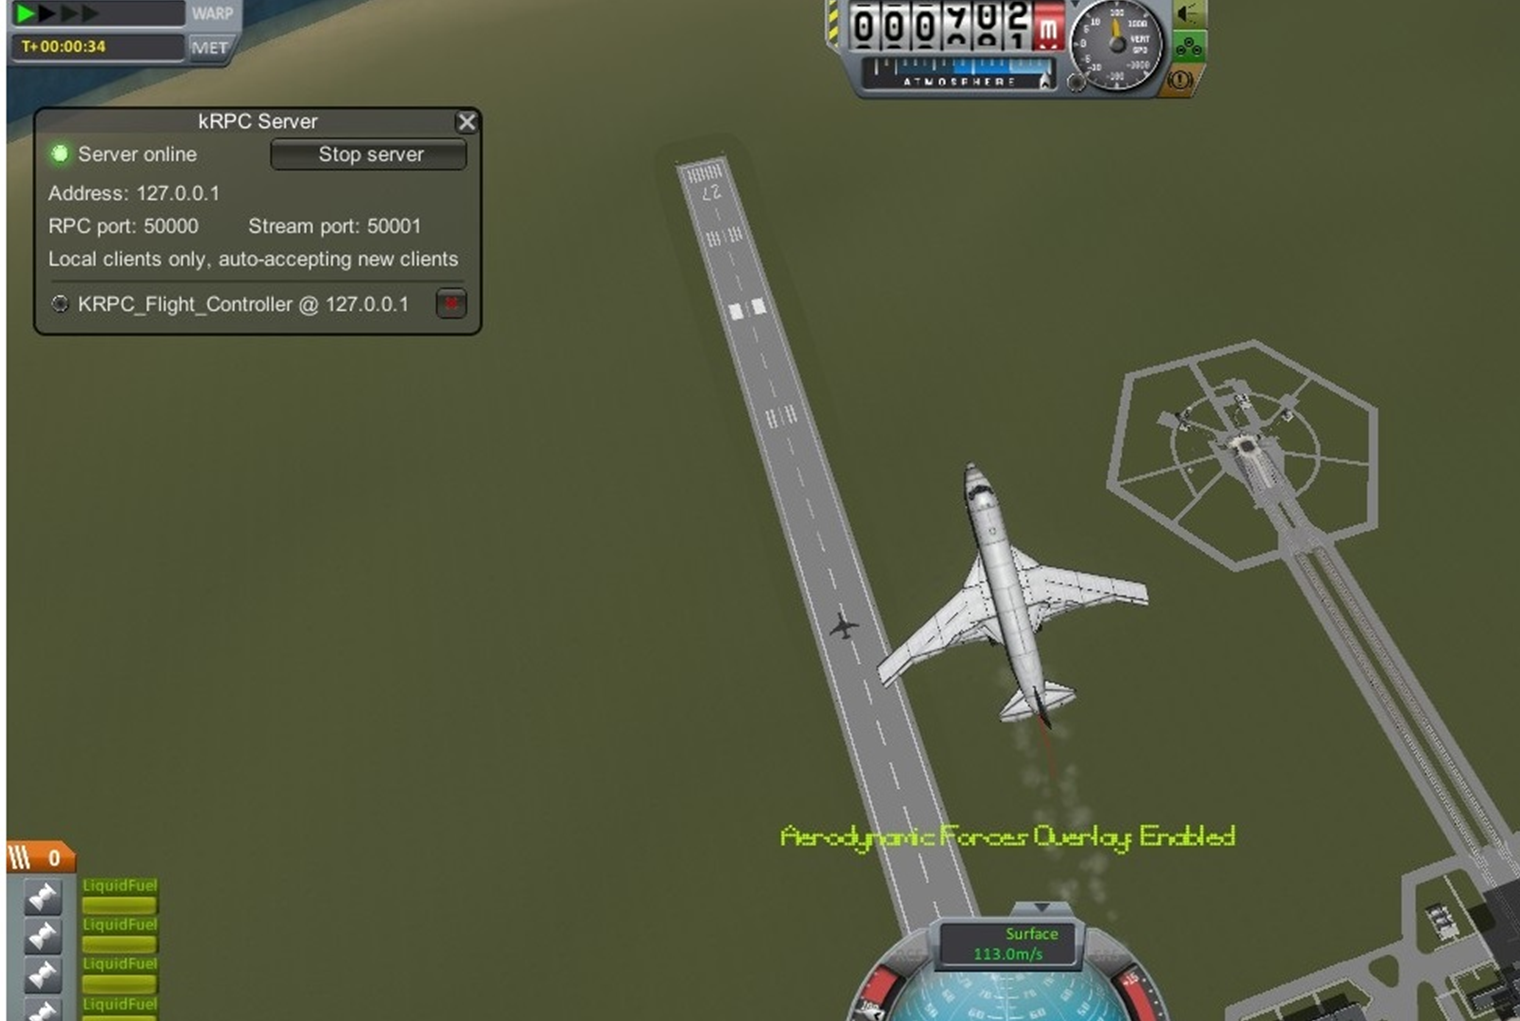 WARP
T+ 00:00:34
MET
m
VERT
SPD
ATMOSPHERE
kRPC Server
Server online
Stop server
Address: 127.0.0.1
RPC port: 50000 Stream port: 50001
Local clients only, auto-accepting new clients
KRPC_Flight_Controller @ 127.0.0.1
27
Aerodynamic Forces Overlay: Enabled
Surface
113.0m/s
0
LiquidFuel
LiquidFuel
LiquidFuel
LiquidFuel